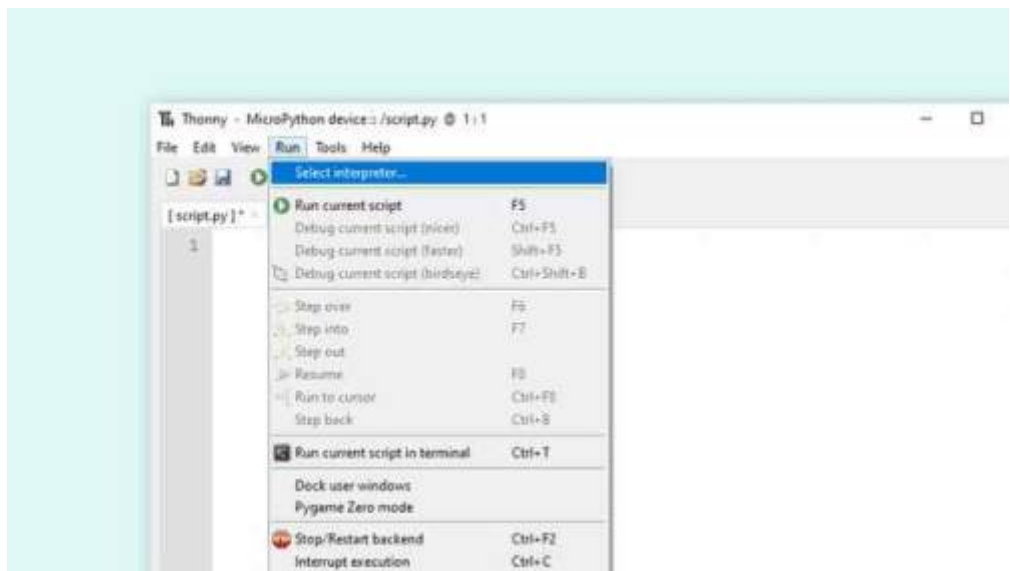 Thonny - MicroPython device :: /script.py @ 1 : 1
File Edit View Run Tools Help
Select interpreter...
[ script.py ] *
Run current script F5
1
Debug current script (nicer) Ctrl+F5
Debug current script (faster) Shift+F5
Debug current script (birdseye) Ctrl+Shift+B
Step over F6
Step into F7
Step out
Resume F8
Run to cursor Ctrl+F8
Step back Ctrl+B
Run current script in terminal Ctrl+T
Dock user windows
Pygame Zero mode
Stop/Restart backend Ctrl+F2
Interrupt execution Ctrl+C